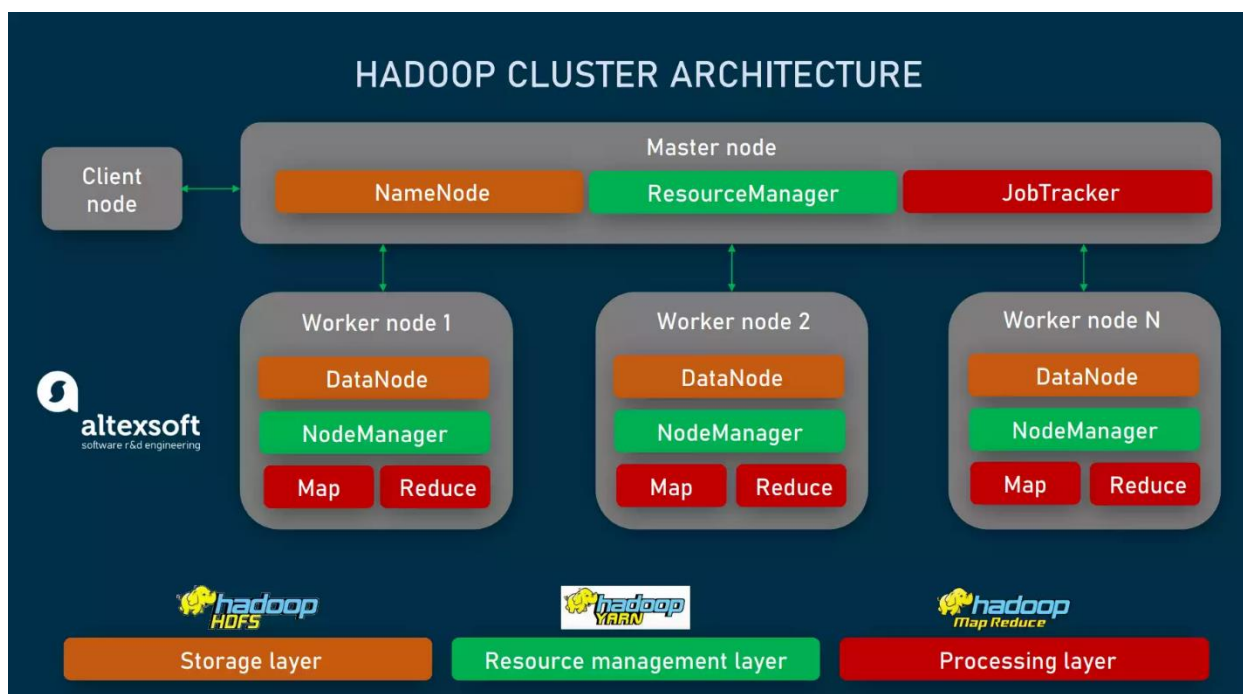 HADOOP CLUSTER ARCHITECTURE
Client
node
Master node
NameNode
ResourceManager
JobTracker
Worker node 1
DataNode
NodeManager
Map
Reduce
Worker node 2
DataNode
NodeManager
Map
Reduce
Worker node N
DataNode
NodeManager
Map
Reduce
altexsoft
software r&d engineering
hadoop
HDFS
hadoop
YARN
hadoop
Map Reduce
Storage layer
Resource management layer
Processing layer